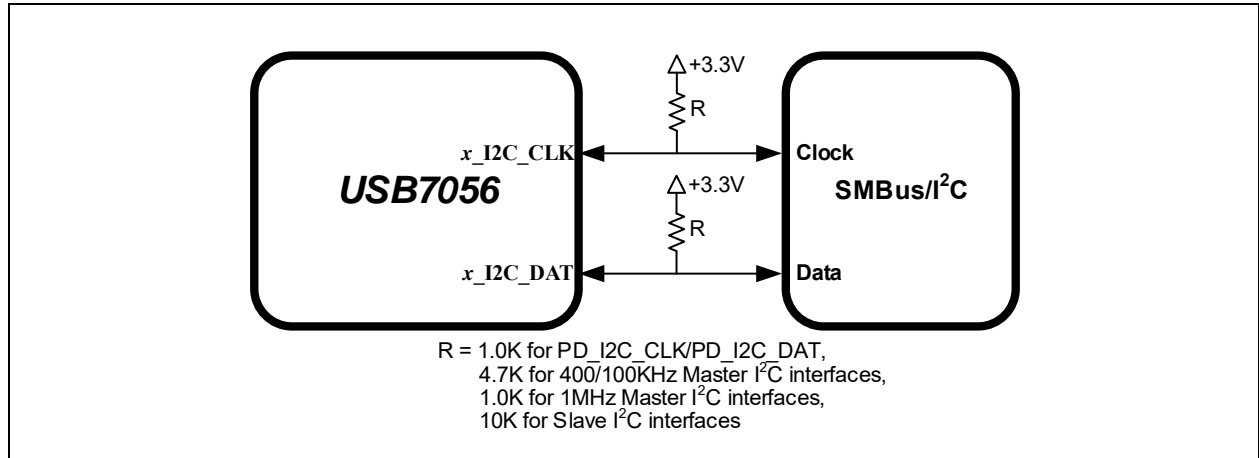 +3.3V
R
x_I2C_CLK
Clock
USB7056
+3.3V
SMBus/I²C
R
x_I2C_DAT
Data
R = 1.0K for PD_I2C_CLK/PD_I2C_DAT,
4.7K for 400/100KHz Master I²C interfaces,
1.0K for 1MHz Master I²C interfaces,
10K for Slave I²C interfaces